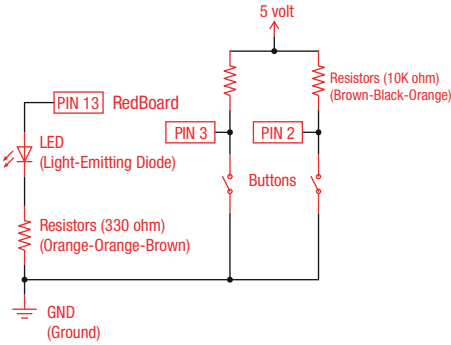 5 volt
Resistors (10K ohm)
(Brown-Black-Orange)
PIN 13 RedBoard
PIN 3
PIN 2
LED
(Light-Emitting Diode)
Buttons
Resistors (330 ohm)
(Orange-Orange-Brown)
GND
(Ground)